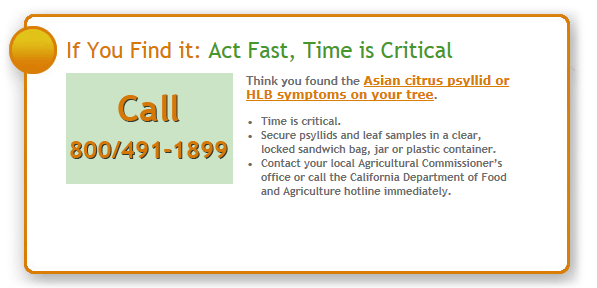 If You Find it: Act Fast, Time is Critical
Call
800/491-1899
Think you found the Asian citrus psyllid or
HLB symptoms on your tree.
• Time is critical.
• Secure psyllids and leaf samples in a clear,
locked sandwich bag, jar or plastic container.
• Contact your local Agricultural Commissioner's
office or call the California Department of Food
and Agriculture hotline immediately.